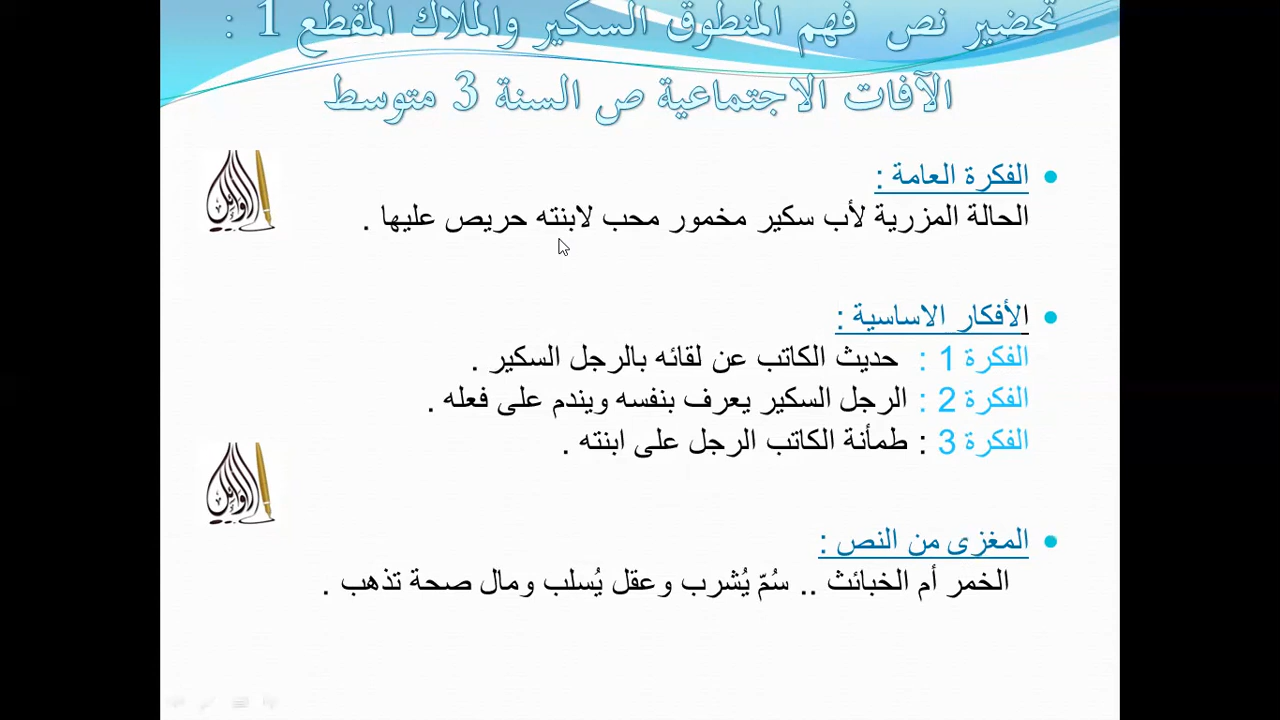 تحضير نص فهم المنطوق السكير والملاك المقطع 1 :
الآفات الاجتماعية ص السنة 3 متوسط
الفكرة العامة :
الحالة المزرية لأب سكير مخمور محب لابنته حريص عليها .
الأفكار الاساسية :
الفكرة 1 : حديث الكاتب عن لقائه بالرجل السكير .
الفكرة 2 : الرجل السكير يعرف بنفسه ويندم على فعله .
الفكرة 3 : طمأنة الكاتب الرجل على ابنته .
المغزى من النص :
الخمر أم الخبائث .. سُمّ يُشرب وعقل يُسلب ومال صحة تذهب .